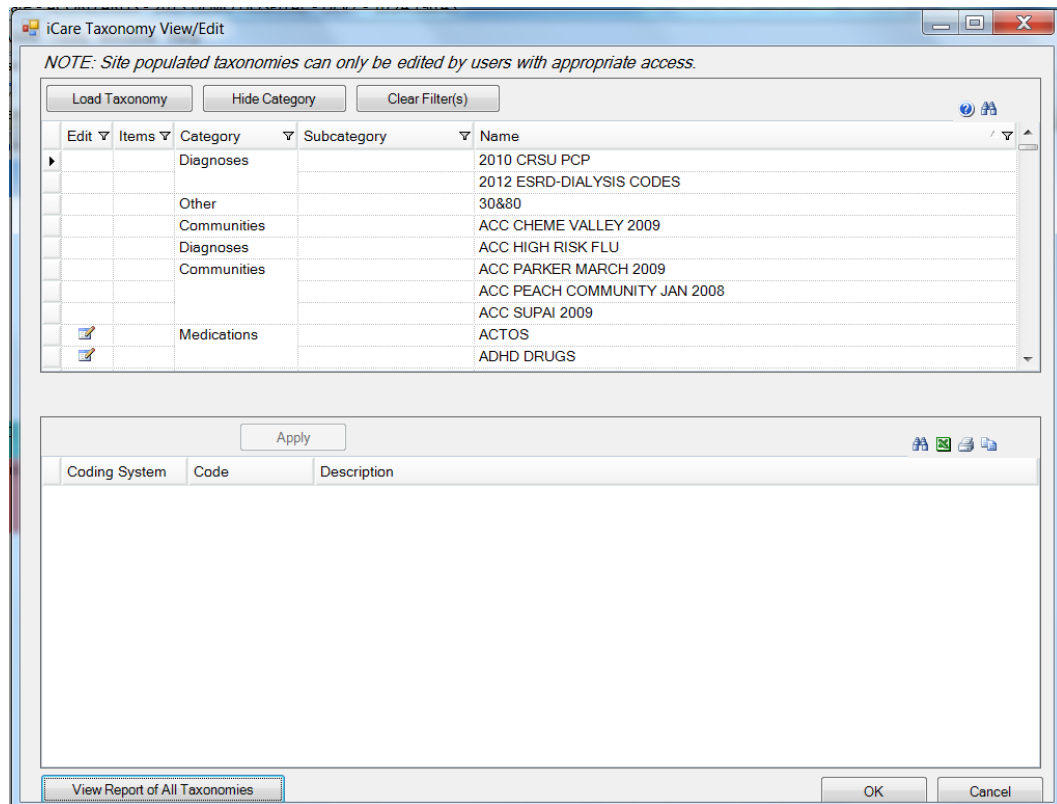 iCare Taxonomy View/Edit
NOTE: Site populated taxonomies can only be edited by users with appropriate access.
Load Taxonomy Hide Category Clear Filter(s)
Edit Items Category Subcategory Name
Diagnoses 2010 CRSU PCP
2012 ESRD-DIALYSIS CODES
Other 30&80
Communities ACC CHEME VALLEY 2009
Diagnoses ACC HIGH RISK FLU
Communities ACC PARKER MARCH 2009
ACC PEACH COMMUNITY JAN 2008
ACC SUPAI 2009
Medications ACTOS
ADHD DRUGS
Apply
Coding System Code Description
View Report of All Taxonomies OK Cancel